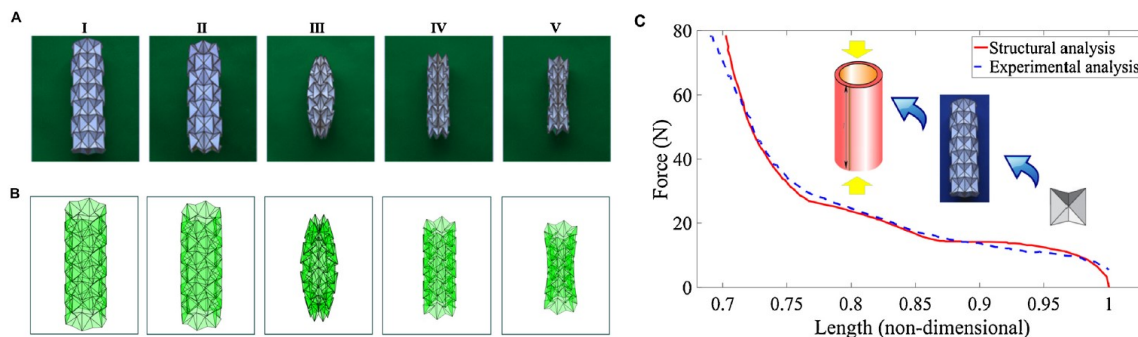 A
I II III IV V
B
C
80
60
40
20
0
Force (N)
Structural analysis
Experimental analysis
0.7 0.75 0.8 0.85 0.9 0.95 1
Length (non-dimensional)